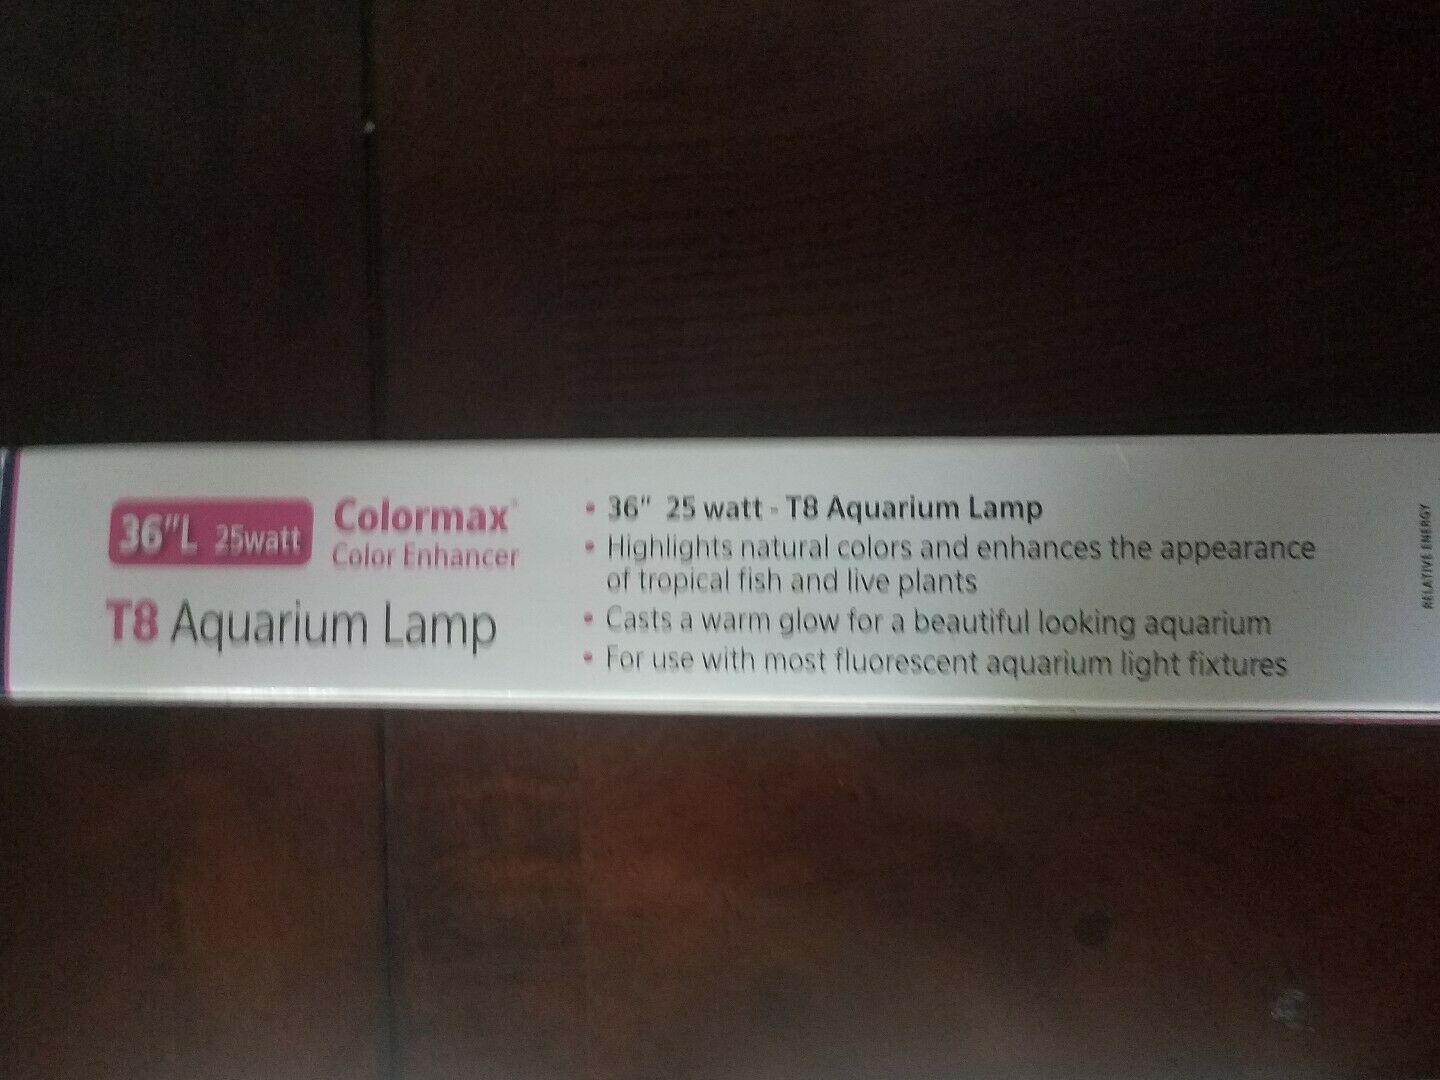 36"L 25watt
Colormax
Color Enhancer
T8 Aquarium Lamp
• 36" 25 watt - T8 Aquarium Lamp
• Highlights natural colors and enhances the appearance
of tropical fish and live plants
• Casts a warm glow for a beautiful looking aquarium
• For use with most fluorescent aquarium light fixtures
RELATIVE ENERGY